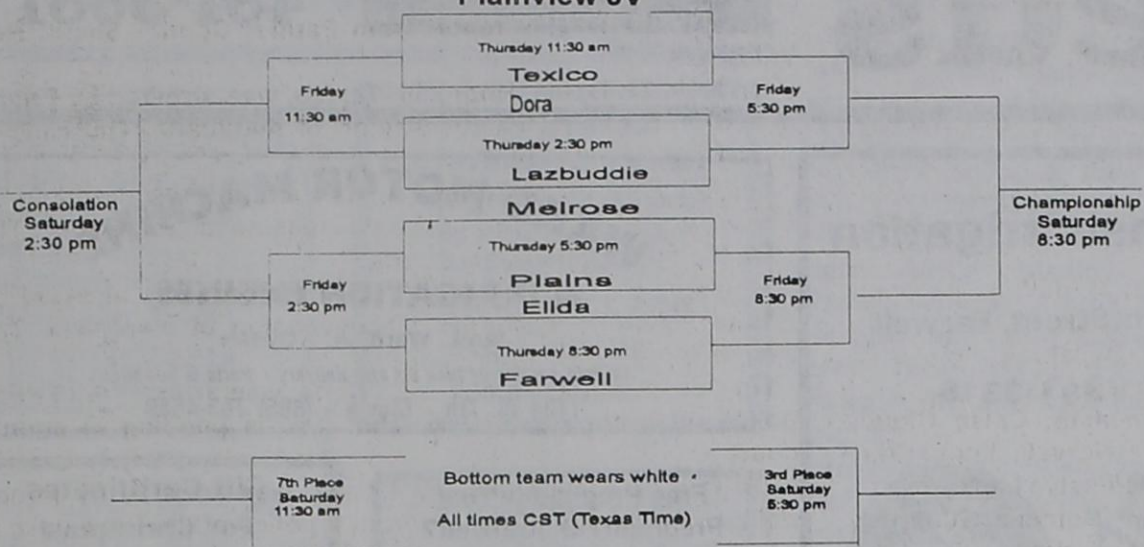 Plainview JV
Thursday 11:30 am
Texico
Friday
11:30 am
Dora
Friday
5:30 pm
Thursday 2:30 pm
Lazbuddie
Consolation
Saturday
2:30 pm
Melrose
Championship
Saturday
8:30 pm
Thursday 5:30 pm
Plains
Friday
2:30 pm
Elida
Friday
8:30 pm
Thursday 8:30 pm
Farwell
7th Place
Saturday
11:30 am
Bottom team wears white
All times CST (Texas Time)
3rd Place
Saturday
5:30 pm